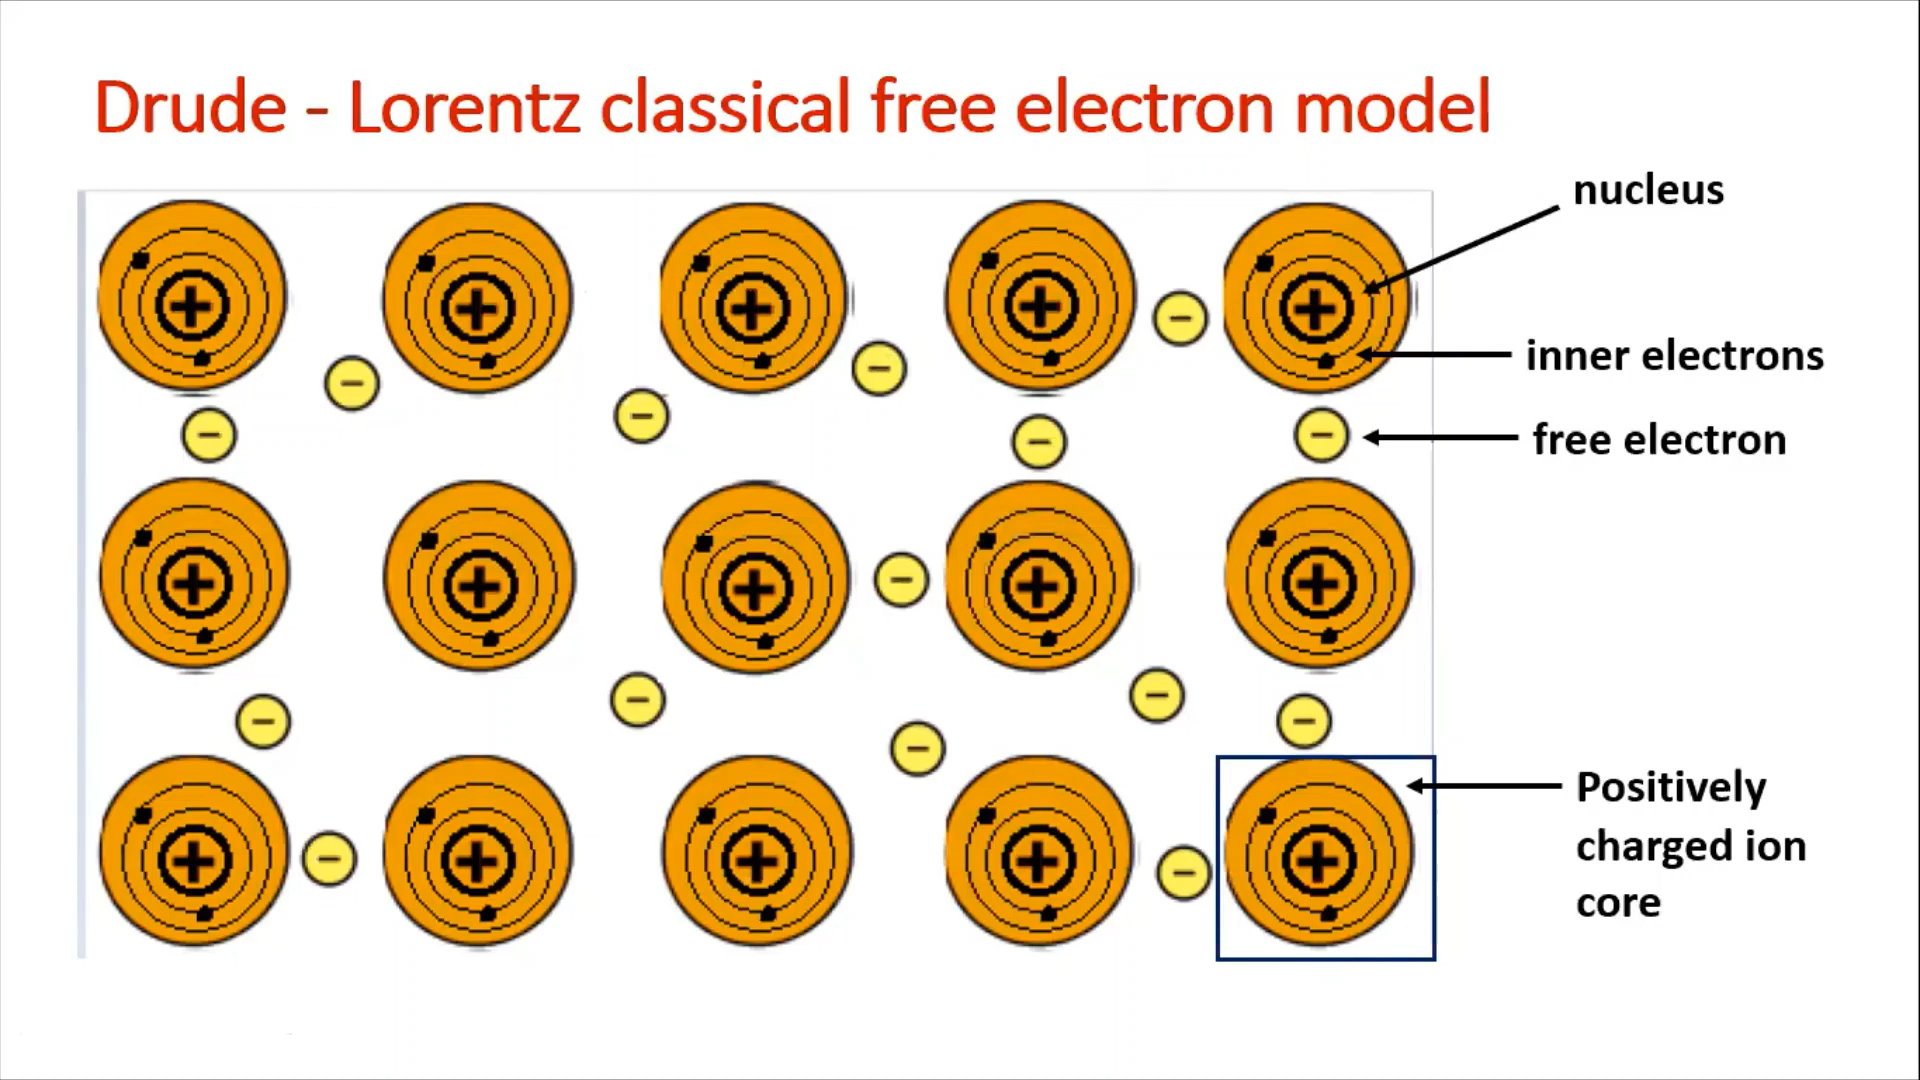 Drude - Lorentz classical free electron model
nucleus
inner electrons
free electron
Positively
charged ion
core